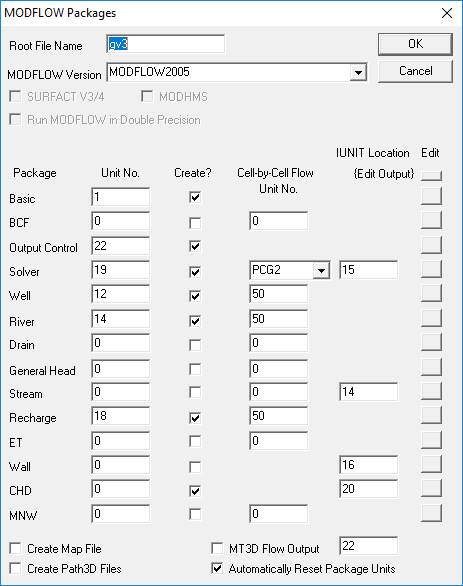 MODFLOW Packages
Root File Name gv3 OK
MODFLOW Version MODFLOW2005 Cancel
SURFACT V3/4 MODHMS
Run MODFLOW in Double Precision
IUNIT Location Edit
Package Unit No. Create? Cell-by-Cell Flow {Edit Output}
Unit No.
Basic 1
BCF 0 0
Output Control 22
Solver 19 PCG2 15
Well 12 50
River 14 50
Drain 0 0
General Head 0 0
Stream 0 0 14
Recharge 18 50
ET 0 0
Wall 0 16
CHD 0 20
MNW 0 0
Create Map File MT3D Flow Output 22
Create Path3D Files Automatically Reset Package Units